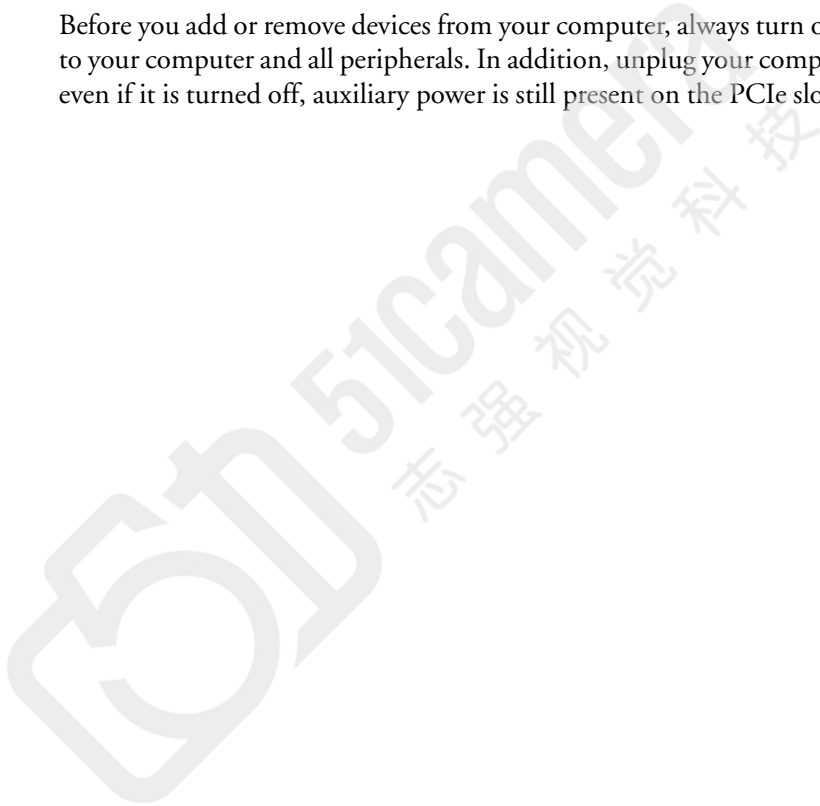 Before you add or remove devices from your computer, always turn
to your computer and all peripherals. In addition, unplug your
even if it is turned off, auxiliary power is still present on the PCIe
51camera
志强视觉科技